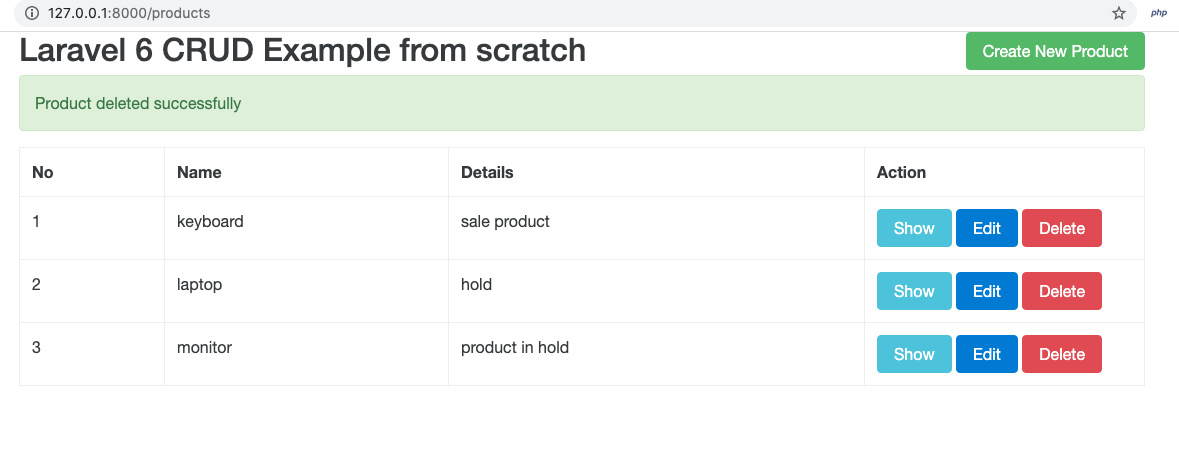 127.0.0.1:8000/products
php
Laravel 6 CRUD Example from scratch
Create New Product
Product deleted successfully
No Name Details Action
1 keyboard sale product Show Edit Delete
2 laptop hold Show Edit Delete
3 monitor product in hold Show Edit Delete